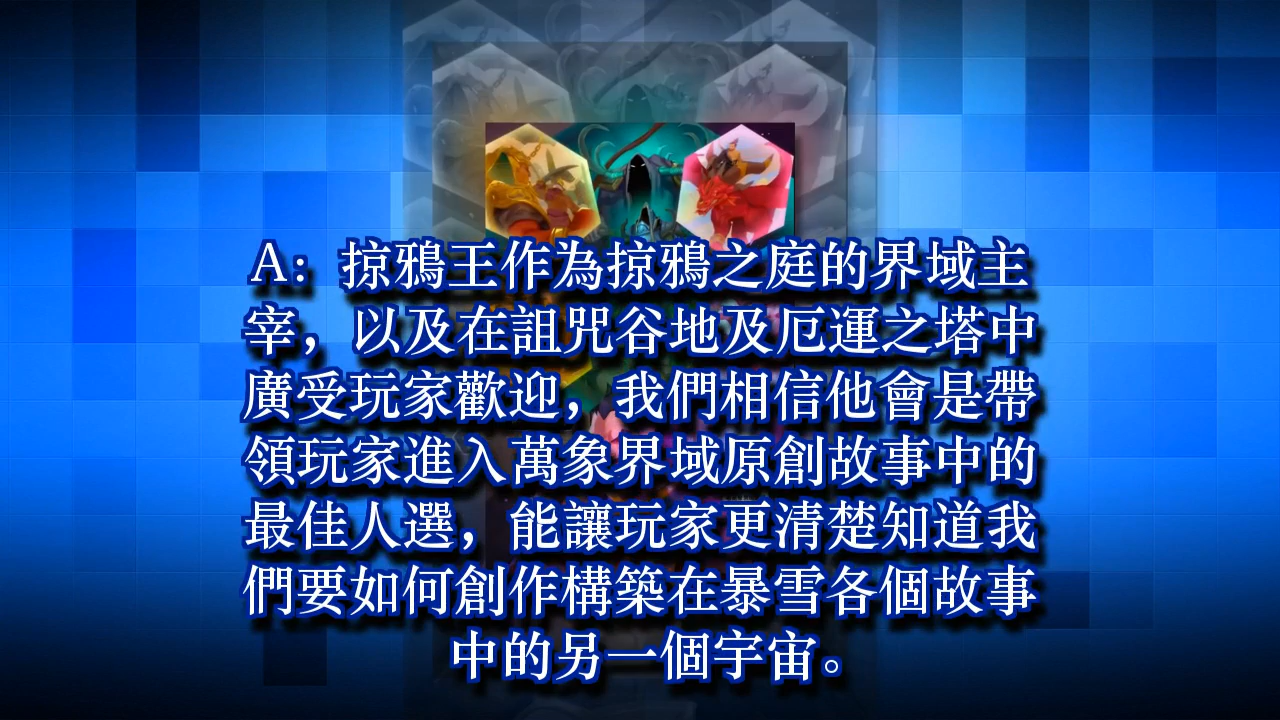 A：掠鴉王作為掠鴉之庭的界域主
宰，以及在詛咒谷地及厄運之塔中
廣受玩家歡迎，我們相信他會是帶
領玩家進入萬象界域原創故事中的
最佳人選，能讓玩家更清楚知道我
們要如何創作構築在暴雪各個故事
中的另一個宇宙。